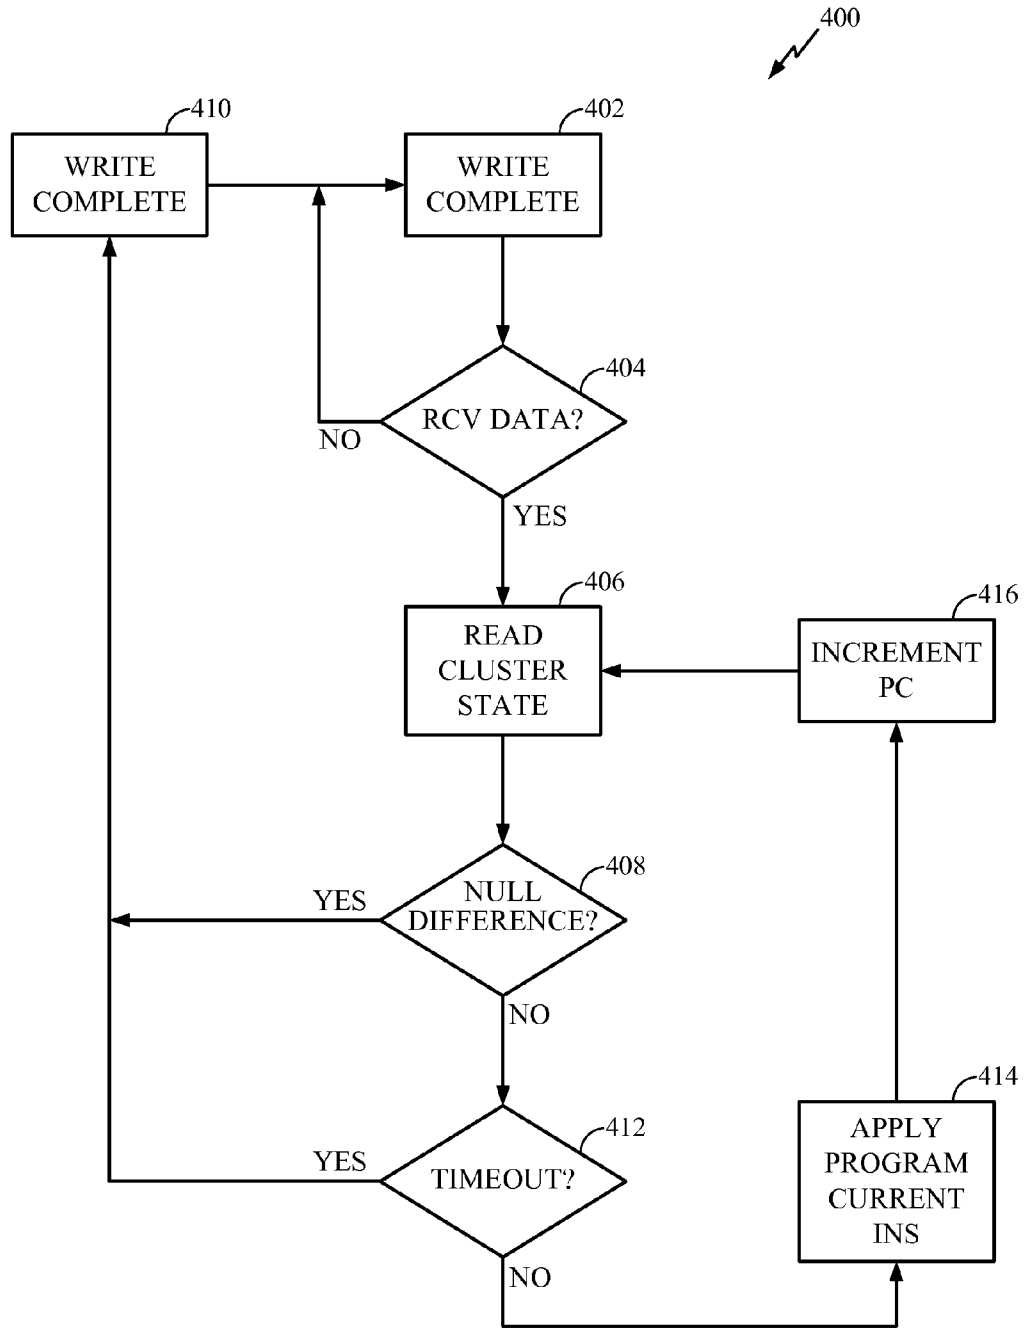 400
410
402
WRITE
COMPLETE
WRITE
COMPLETE
404
RCV DATA?
NO
YES
406
416
READ
CLUSTER
STATE
INCREMENT
PC
408
YES
NULL
DIFFERENCE?
NO
414
412
YES
TIMEOUT?
APPLY
PROGRAM
CURRENT
INS
NO